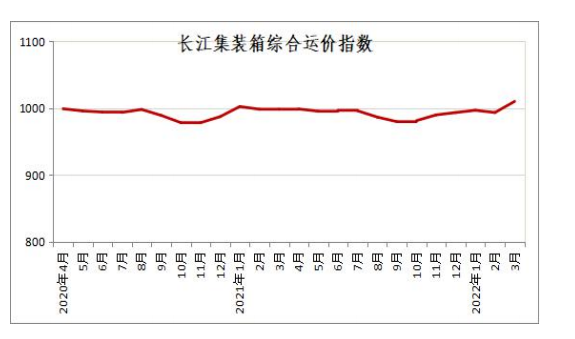 长江集装箱综合运价指数
1100
1000
900
800
2020年4月
5月
6月
7月
8月
9月
10月
11月
12月
2021年1月
2月
3月
4月
5月
6月
7月
8月
9月
10月
11月
12月
2022年1月
2月
3月